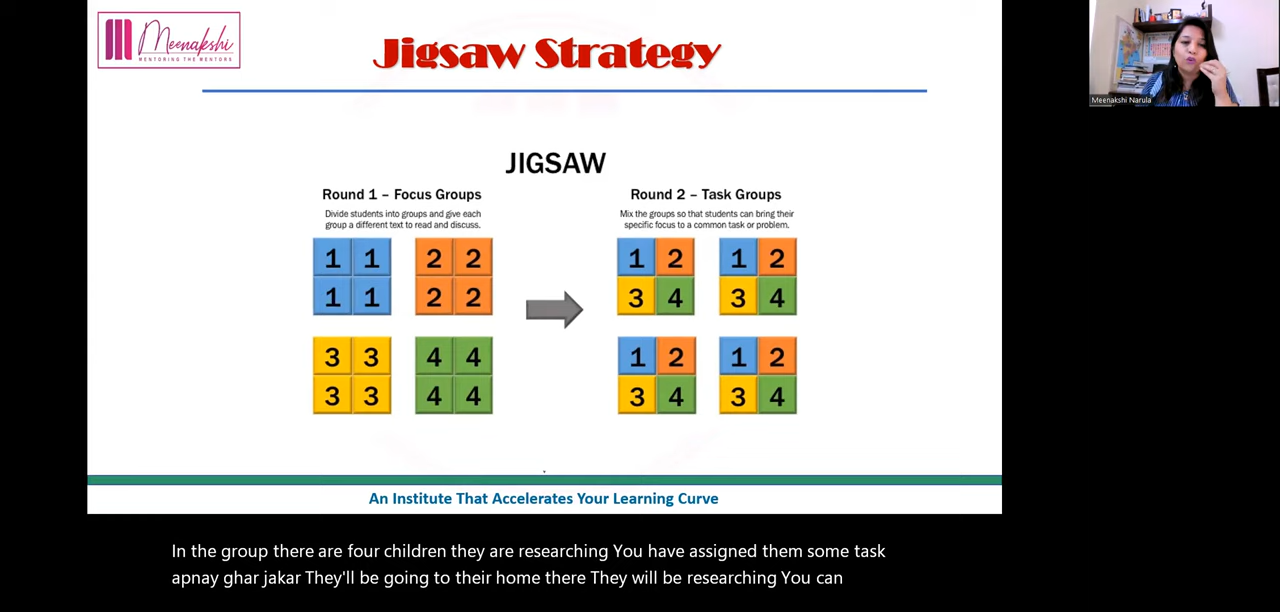 Meenakshi
MENTORING THE MENTORS
Jigsaw Strategy
Meenakshi Narula
JIGSAW
Round 1 – Focus Groups
Divide students into groups and give each
group a different text to read and discuss.
1 1 2 2
1 1 2 2
3 3 4 4
3 3 4 4
Round 2 – Task Groups
Mix the groups so that students can bring their
specific focus to a common task or problem.
1 2 1 2
3 4 3 4
1 2 1 2
3 4 3 4
An Institute That Accelerates Your Learning Curve
In the group there are four children they are researching You have assigned them some task
apnay ghar jakar They'll be going to their home there They will be researching You can